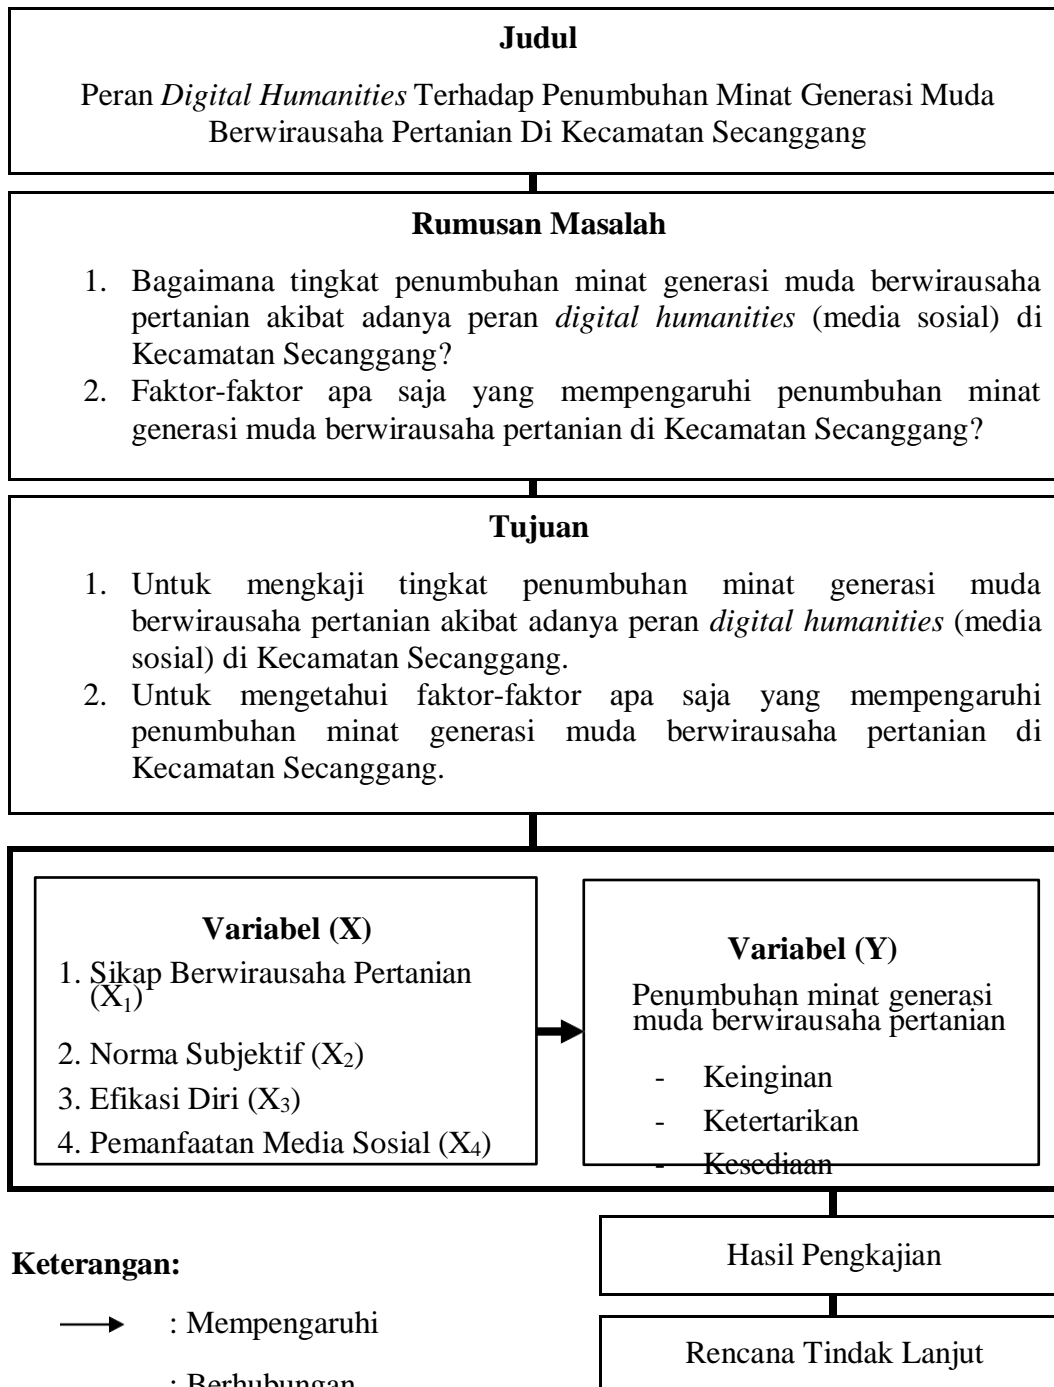 Judul
Peran Digital Humanities Terhadap Penumbuhan Minat Generasi Muda
Berwirausaha Pertanian Di Kecamatan Secanggang
Rumusan Masalah
1. Bagaimana tingkat penumbuhan minat generasi muda berwirausaha
pertanian akibat adanya peran digital humanities (media sosial) di
Kecamatan Secanggang?
2. Faktor-faktor apa saja yang mempengaruhi penumbuhan minat
generasi muda berwirausaha pertanian di Kecamatan Secanggang?
Tujuan
1. Untuk mengkaji tingkat penumbuhan minat generasi muda
berwirausaha pertanian akibat adanya peran digital humanities (media
sosial) di Kecamatan Secanggang.
2. Untuk mengetahui faktor-faktor apa saja yang mempengaruhi
penumbuhan minat generasi muda berwirausaha pertanian di
Kecamatan Secanggang.
Variabel (X)
1. Sikap Berwirausaha Pertanian
(X₁)
2. Norma Subjektif (X₂)
3. Efikasi Diri (X₃)
4. Pemanfaatan Media Sosial (X₄)
Variabel (Y)
Penumbuhan minat generasi
muda berwirausaha pertanian
- Keinginan
- Ketertarikan
- Kesediaan
Hasil Pengkajian
Rencana Tindak Lanjut
Keterangan:
: Mempengaruhi
: Berhubungan